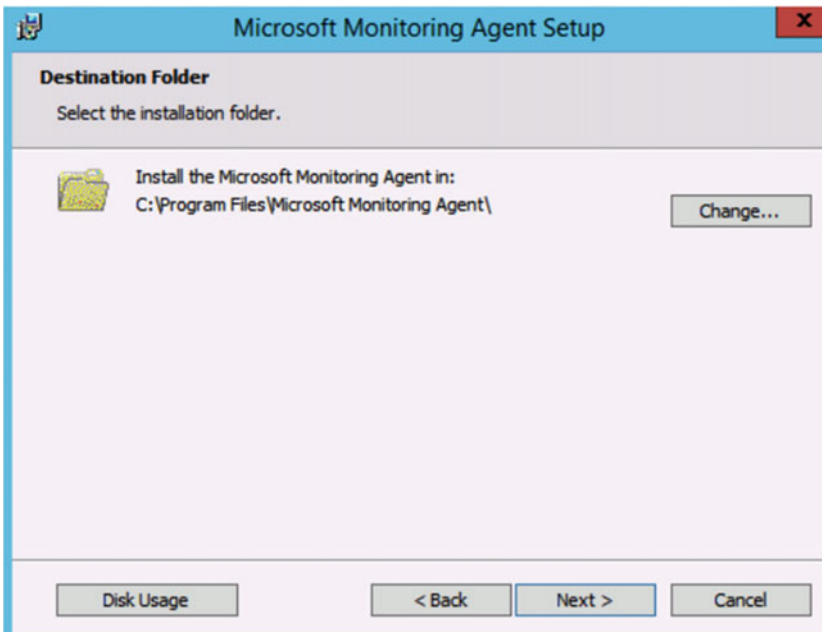 Microsoft Monitoring Agent Setup
x
Destination Folder
Select the installation folder.
Install the Microsoft Monitoring Agent in:
C:\Program Files\Microsoft Monitoring Agent\
Change...
Disk Usage
< Back
Next >
Cancel